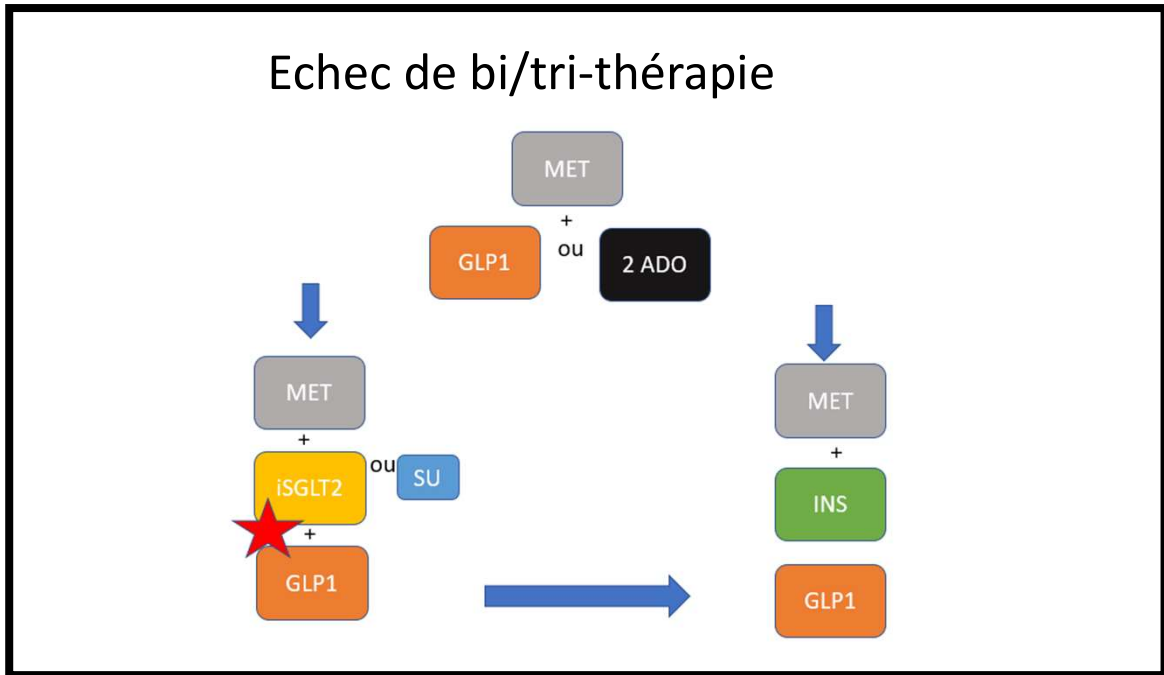 Echec de bi/tri-thérapie
MET
+
GLP1
ou
2 ADO
MET
+
iSGLT2
ou
SU
+
GLP1
MET
+
INS
GLP1